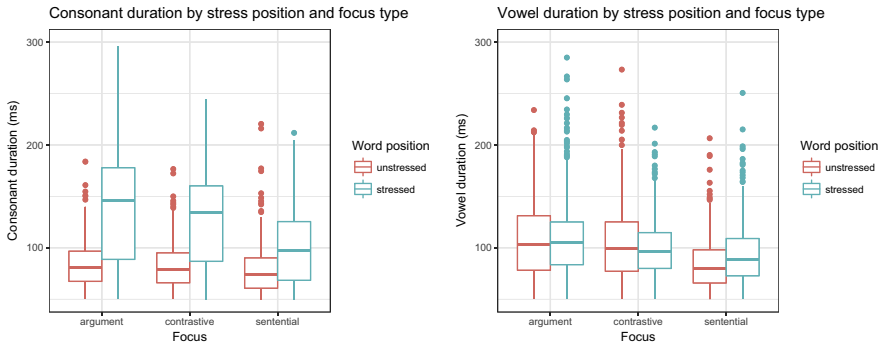 Consonant duration by stress position and focus type
300
200
100
Consonant duration (ms)
argument contrastive sentential
Focus
Word position
unstressed
stressed
Vowel duration by stress position and focus type
300
200
100
Vowel duration (ms)
argument contrastive sentential
Focus
Word position
unstressed
stressed